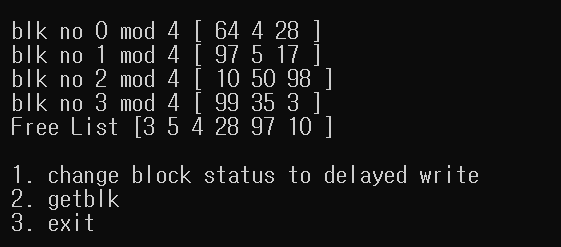 blk no 0 mod 4 [ 64 4 28 ]
blk no 1 mod 4 [ 97 5 17 ]
blk no 2 mod 4 [ 10 50 98 ]
blk no 3 mod 4 [ 99 35 3 ]
Free List [3 5 4 28 97 10 ]
1. change block status to delayed write
2. getblk
3. exit